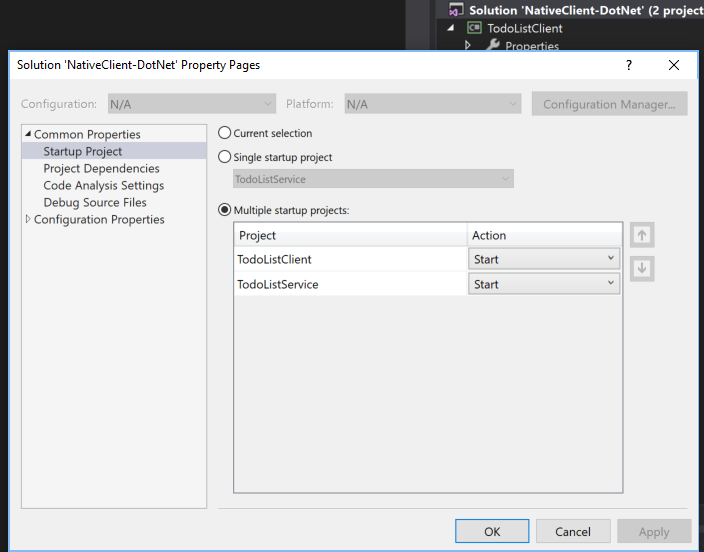 Solution 'NativeClient-DotNet' (2 project
TodoListClient
Properties
Solution 'NativeClient-DotNet' Property Pages
?
Configuration: N/A Platform: N/A Configuration Manager...
Common Properties
Startup Project
Project Dependencies
Code Analysis Settings
Debug Source Files
Configuration Properties
Current selection
Single startup project
TodoListService
Multiple startup projects:
Project Action
TodoListClient Start
TodoListService Start
OK Cancel Apply